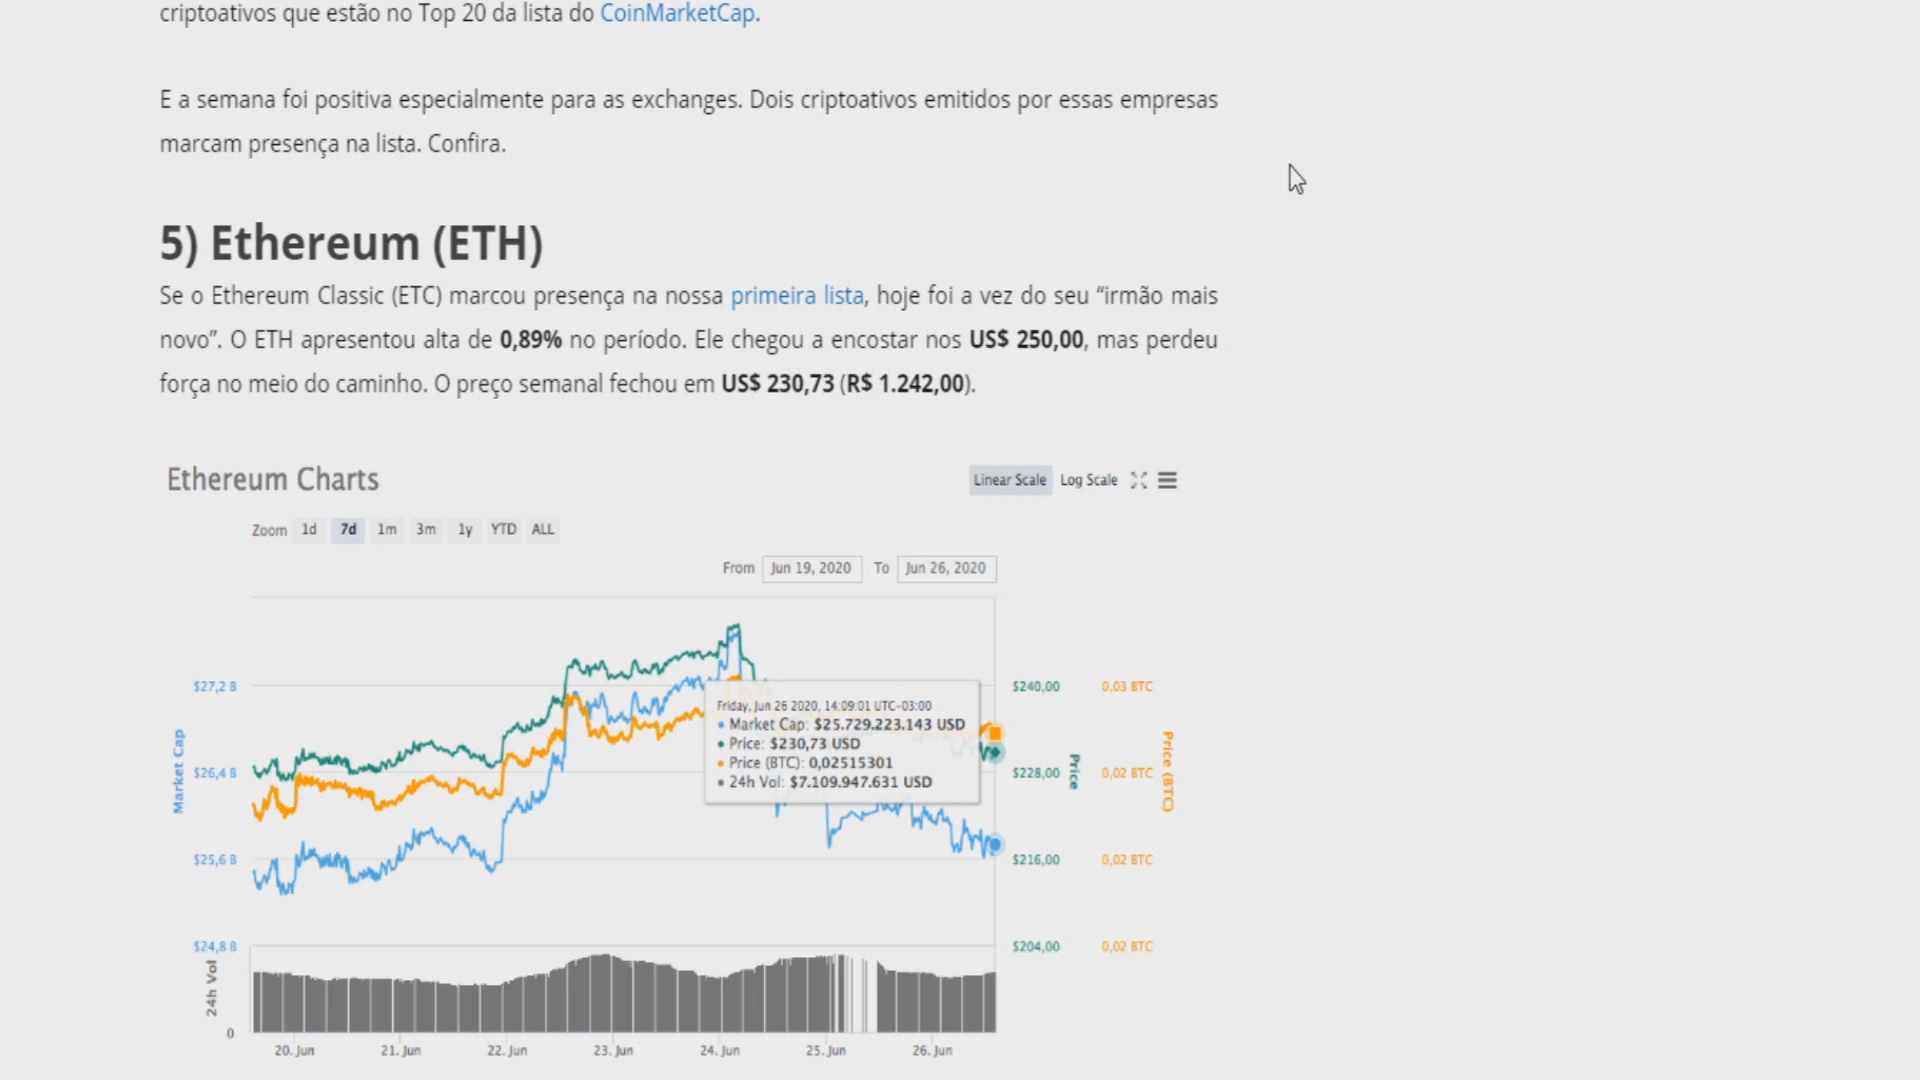 criptoativos que estão no Top 20 da lista do CoinMarketCap.
E a semana foi positiva especialmente para as exchanges. Dois criptoativos emitidos por essas empresas
marcam presença na lista. Confira.
5) Ethereum (ETH)
Se o Ethereum Classic (ETC) marcou presença na nossa primeira lista, hoje foi a vez do seu “irmão mais
novo”. O ETH apresentou alta de 0,89% no período. Ele chegou a encostar nos US$ 250,00, mas perdeu
força no meio do caminho. O preço semanal fechou em US$ 230,73 (R$ 1.242,00).
Ethereum Charts
Linear Scale Log Scale
Zoom 1d 7d 1m 3m 1y YTD ALL
From Jun 19, 2020 To Jun 26, 2020
$27,2 B $240,00 0,03 BTC
Friday, Jun 26 2020, 14:09:01 UTC-03:00
Market Cap: $25.729.223.143 USD
Price: $230,73 USD
Price (BTC): 0,02515301
24h Vol: $7.109.947.631 USD
Market Cap
Price
Price (BTC)
$26,4 B $228,00 0,02 BTC
$25,6 B $216,00 0,02 BTC
$24,8 B $204,00 0,02 BTC
24h Vol
0
20. Jun 21. Jun 22. Jun 23. Jun 24. Jun 25. Jun 26. Jun